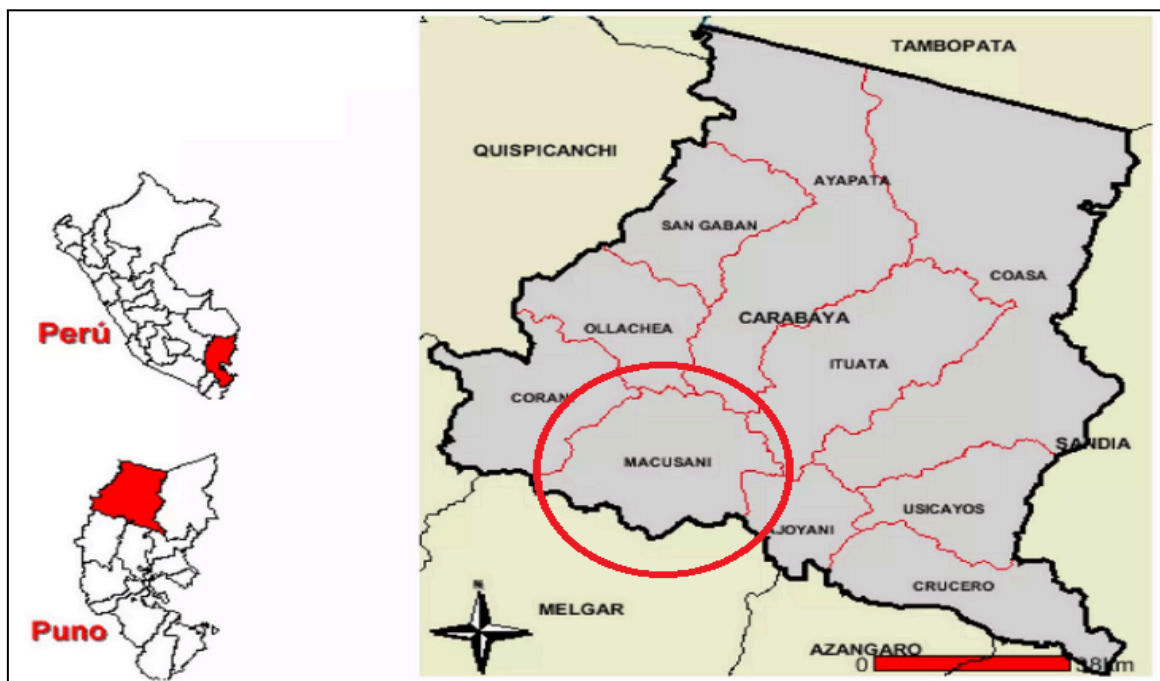 Perú
Puno
TAMBOPATA
QUISPICANCHI
AYAPATA
SAN GABAN
COASA
OLLACHEA
CARABAYA
ITUATA
CORAN
MACUSANI
SANDIA
USICAYOS
AJOYANI
CRUCERO
N
MELGAR
AZANGARO
0 38km